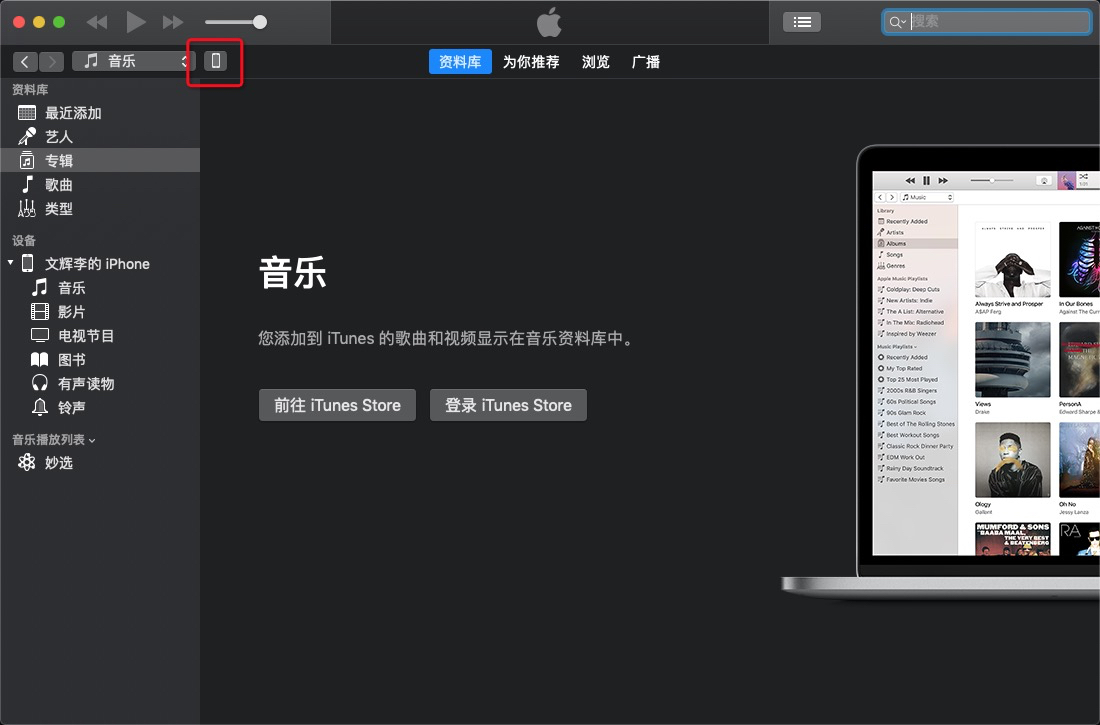 搜索
音乐
资料库 为你推荐 浏览 广播
资料库
最近添加
艺人
专辑
歌曲
类型
设备
文辉李的 iPhone
音乐
影片
电视节目
图书
有声读物
铃声
音乐播放列表
妙选
音乐
您添加到 iTunes 的歌曲和视频显示在音乐资料库中。
前往 iTunes Store 登录 iTunes Store
Music
Library
Recently Added
Artists
Albums
Songs
Genres
Apple Music Playlists
Coldplay: Deep Cuts
New Artists: Indie
The A List: Alternative
In The Mix: Radiohead
Inspired by Weezer
Music Playlists
Recently Added
My Top Rated
Top 25 Most Played
2000s R&B Singers
60s Political Songs
90s Glam Rock
Best of The Rolling Stones
Best Workout Songs
Classic Rock Dinner Party
EDM Work Out
Rainy Day Soundtrack
Favorite Movies Songs
ALWAYS STRIVE AND PROSPER
Always Strive and Prosper
A$AP Ferg
In Our Bones
Against The Cur
Views
Drake
PersonA
Edward Sharpe &
Ology
Gallant
Oh No
Jessy Lanza
MUMFORD & SONS
BAABA MAAL
THE VERY BEST
& BEATENBERG